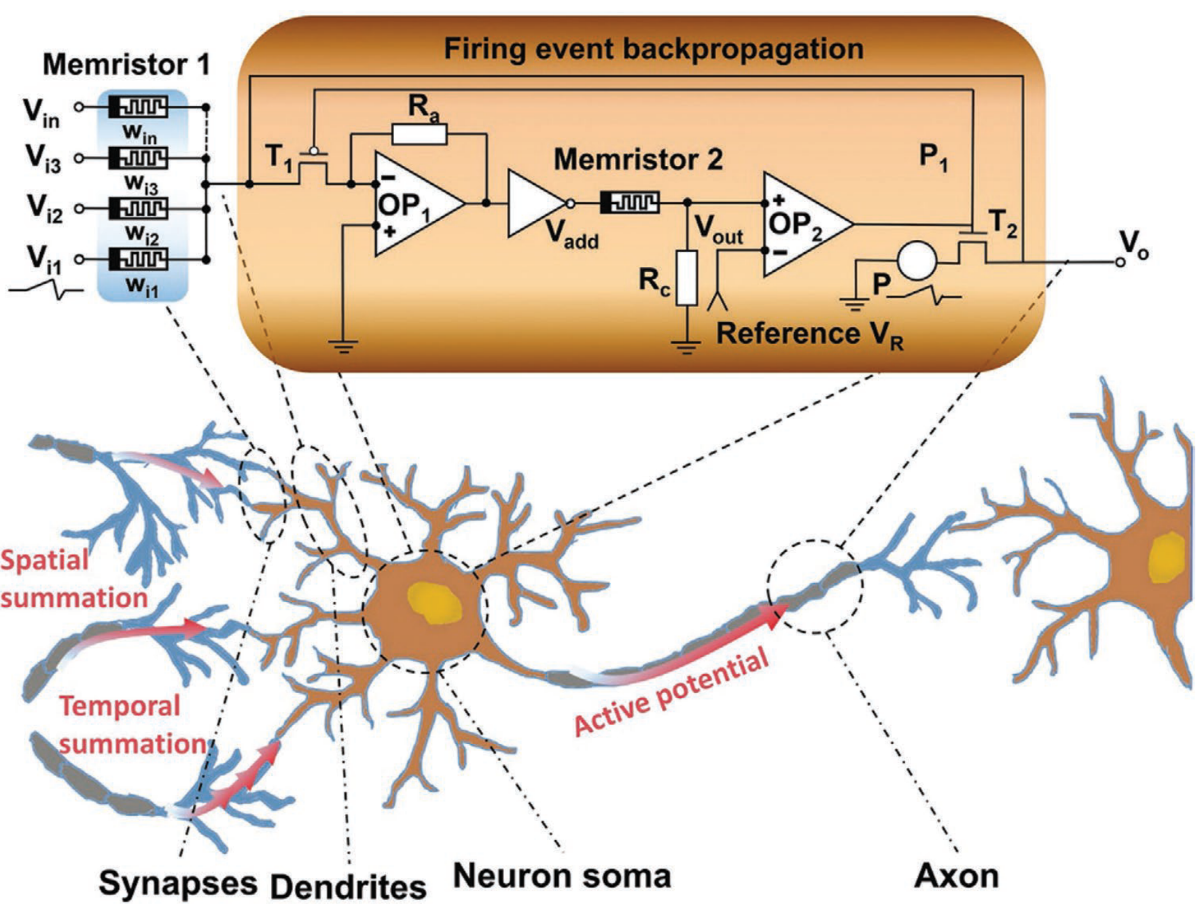 Firing event backpropagation
Memristor 1
V_in
w_in
V_i3
w_i3
V_i2
w_i2
V_i1
w_i1
T_1
R_a
-
OP_1
+
V_add
Memristor 2
V_out
R_c
+
OP_2
-
Reference V_R
P_1
T_2
P
V_o
Spatial
summation
Temporal
summation
Active potential
Synapses
Dendrites
Neuron soma
Axon